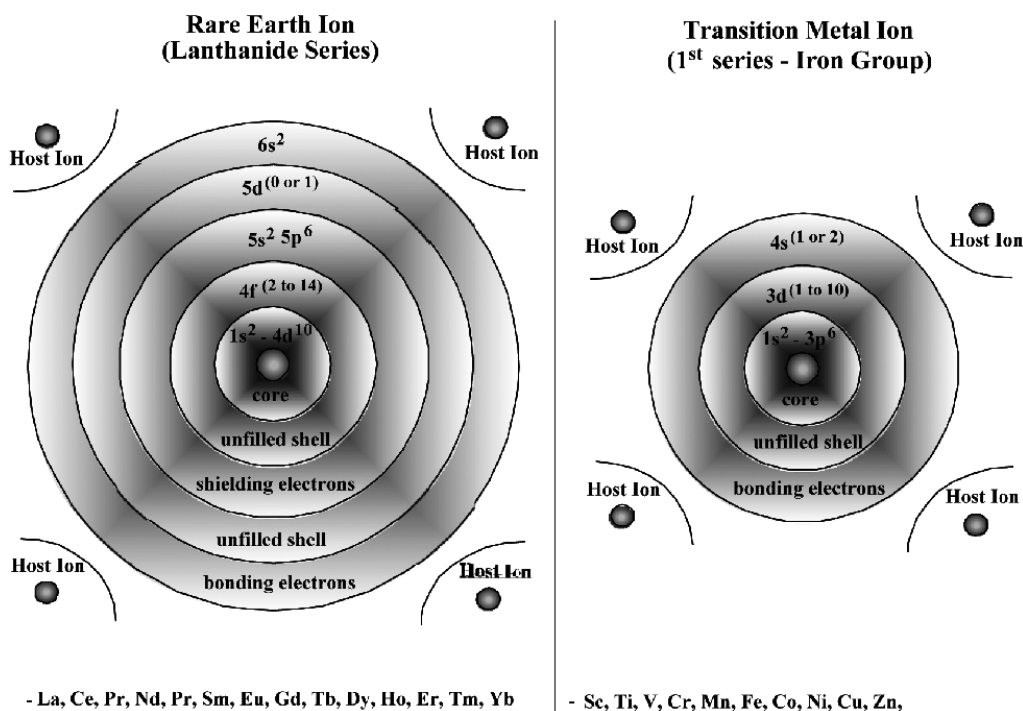 Rare Earth Ion
(Lanthanide Series)
Host Ion
Host Ion
6s²
5d(0 or 1)
5s² 5p⁶
4f (2 to 14)
1s² - 4d¹⁰
core
unfilled shell
shielding electrons
unfilled shell
bonding electrons
Host Ion
Host Ion
- La, Ce, Pr, Nd, Pr, Sm, Eu, Gd, Tb, Dy, Ho, Er, Tm, Yb
Transition Metal Ion
(1st series - Iron Group)
Host Ion
Host Ion
4s(1 or 2)
3d(1 to 10)
1s² - 3p⁶
core
unfilled shell
bonding electrons
Host Ion
Host Ion
- Sc, Ti, V, Cr, Mn, Fe, Co, Ni, Cu, Zn,